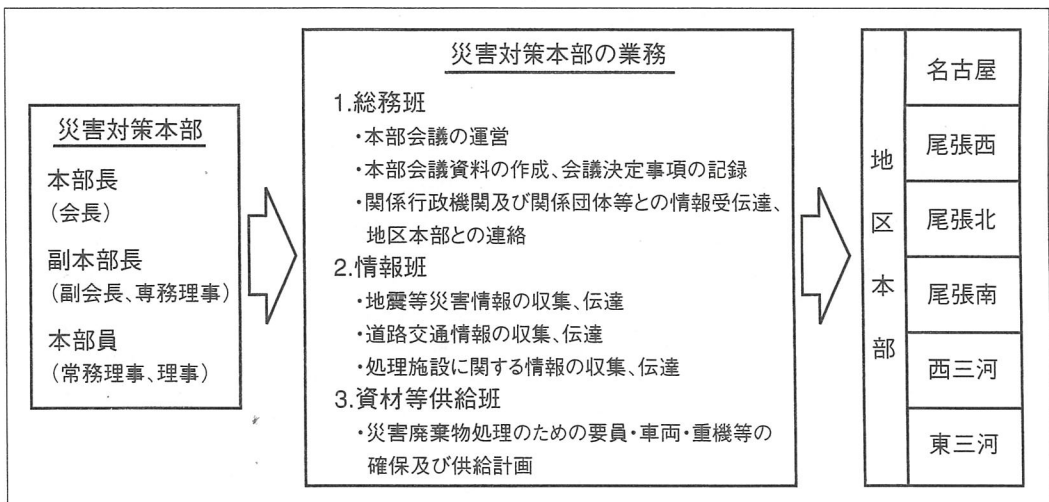 災害対策本部
本部長
(会長)
副本部長
(副会長、専務理事)
本部員
(常務理事、理事)
災害対策本部の業務
1.総務班
・本部会議の運営
・本部会議資料の作成、会議決定事項の記録
・関係行政機関及び関係団体等との情報受伝達、
地区本部との連絡
2.情報班
・地震等災害情報の収集、伝達
・道路交通情報の収集、伝達
・処理施設に関する情報の収集、伝達
3.資材等供給班
・災害廃棄物処理のための要員・車両・重機等の
確保及び供給計画
地区本部
名古屋
尾張西
尾張北
尾張南
西三河
東三河